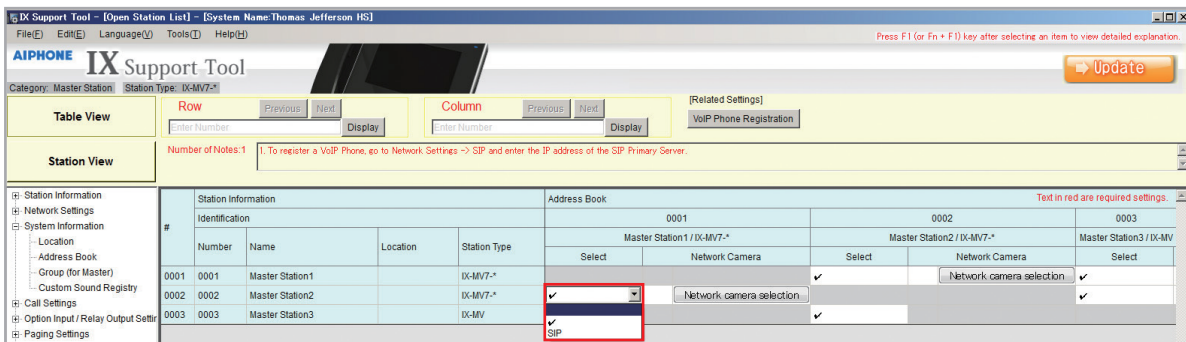 IX Support Tool - [Open Station List] - [System Name:Thomas Jefferson HS]
File(F) Edit(E) Language(V) Tools(T) Help(H)
Press F1 (or Fn + F1) key after selecting an item to view detailed explanation.
AIPHONE IX Support Tool
Update
Category: Master Station Station Type: IX-MV7-*
Table View
Row Previous Next
Enter Number Display
Column Previous Next
Enter Number Display
[Related Settings]
VoIP Phone Registration
Station View
Number of Notes:1
1. To register a VoIP Phone, go to Network Settings -> SIP and enter the IP address of the SIP Primary Server.
Station Information
Network Settings
System Information
Location
Address Book
Group (for Master)
Custom Sound Registry
Call Settings
Option Input / Relay Output Settin
Paging Settings
# Station Information Address Book Text in red are required settings.
Identification 0001 0002 0003
Master Station1 / IX-MV7-* Master Station2 / IX-MV7-* Master Station3 / IX-MV
Number Name Location Station Type Select Network Camera Select Network Camera Select
0001 0001 Master Station1 IX-MV7-* ✔ Network camera selection ✔
0002 0002 Master Station2 IX-MV7-* ✔ Network camera selection ✔
0003 0003 Master Station3 IX-MV ✔ ✔
SIP